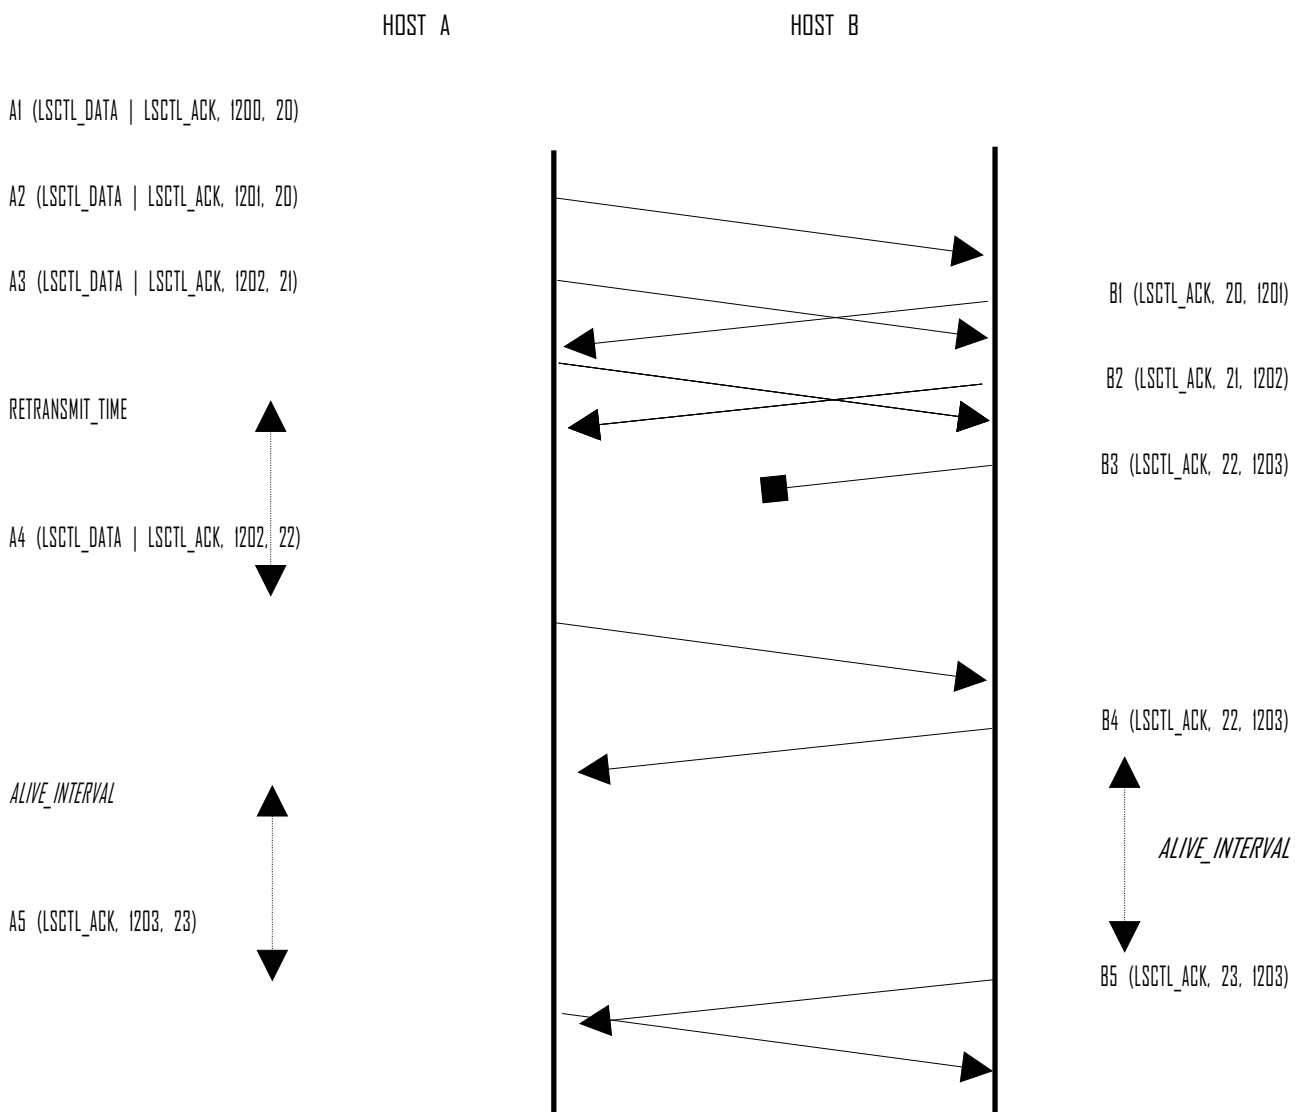 HOST A
HOST B
A1 (LSCTL_DATA | LSCTL_ACK, 1200, 20)
A2 (LSCTL_DATA | LSCTL_ACK, 1201, 20)
A3 (LSCTL_DATA | LSCTL_ACK, 1202, 21)
B1 (LSCTL_ACK, 20, 1201)
B2 (LSCTL_ACK, 21, 1202)
RETRANSMIT_TIME
B3 (LSCTL_ACK, 22, 1203)
A4 (LSCTL_DATA | LSCTL_ACK, 1202, 22)
B4 (LSCTL_ACK, 22, 1203)
ALIVE_INTERVAL
ALIVE_INTERVAL
A5 (LSCTL_ACK, 1203, 23)
B5 (LSCTL_ACK, 23, 1203)